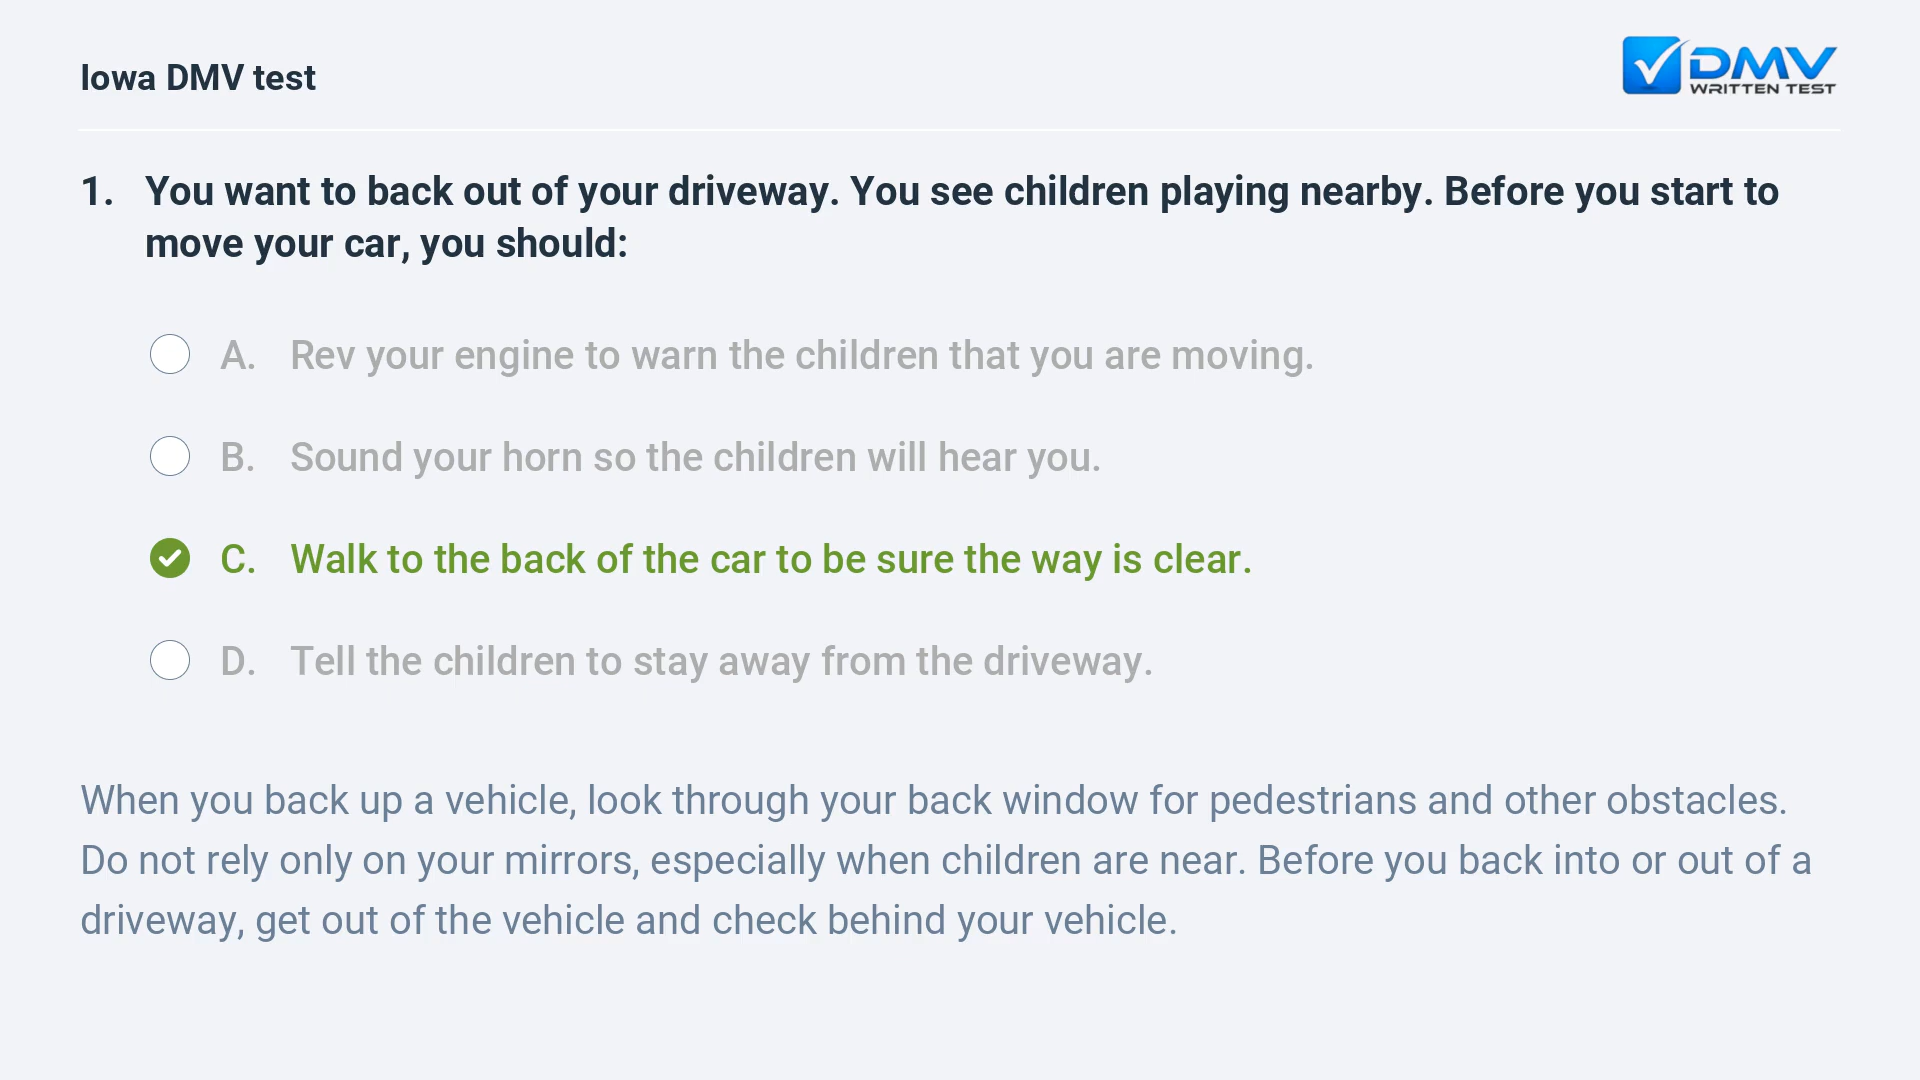 Iowa DMV test
DMV
WRITTEN TEST
1. You want to back out of your driveway. You see children playing nearby. Before you start to
move your car, you should:
A. Rev your engine to warn the children that you are moving.
B. Sound your horn so the children will hear you.
C. Walk to the back of the car to be sure the way is clear.
D. Tell the children to stay away from the driveway.
When you back up a vehicle, look through your back window for pedestrians and other obstacles.
Do not rely only on your mirrors, especially when children are near. Before you back into or out of a
driveway, get out of the vehicle and check behind your vehicle.